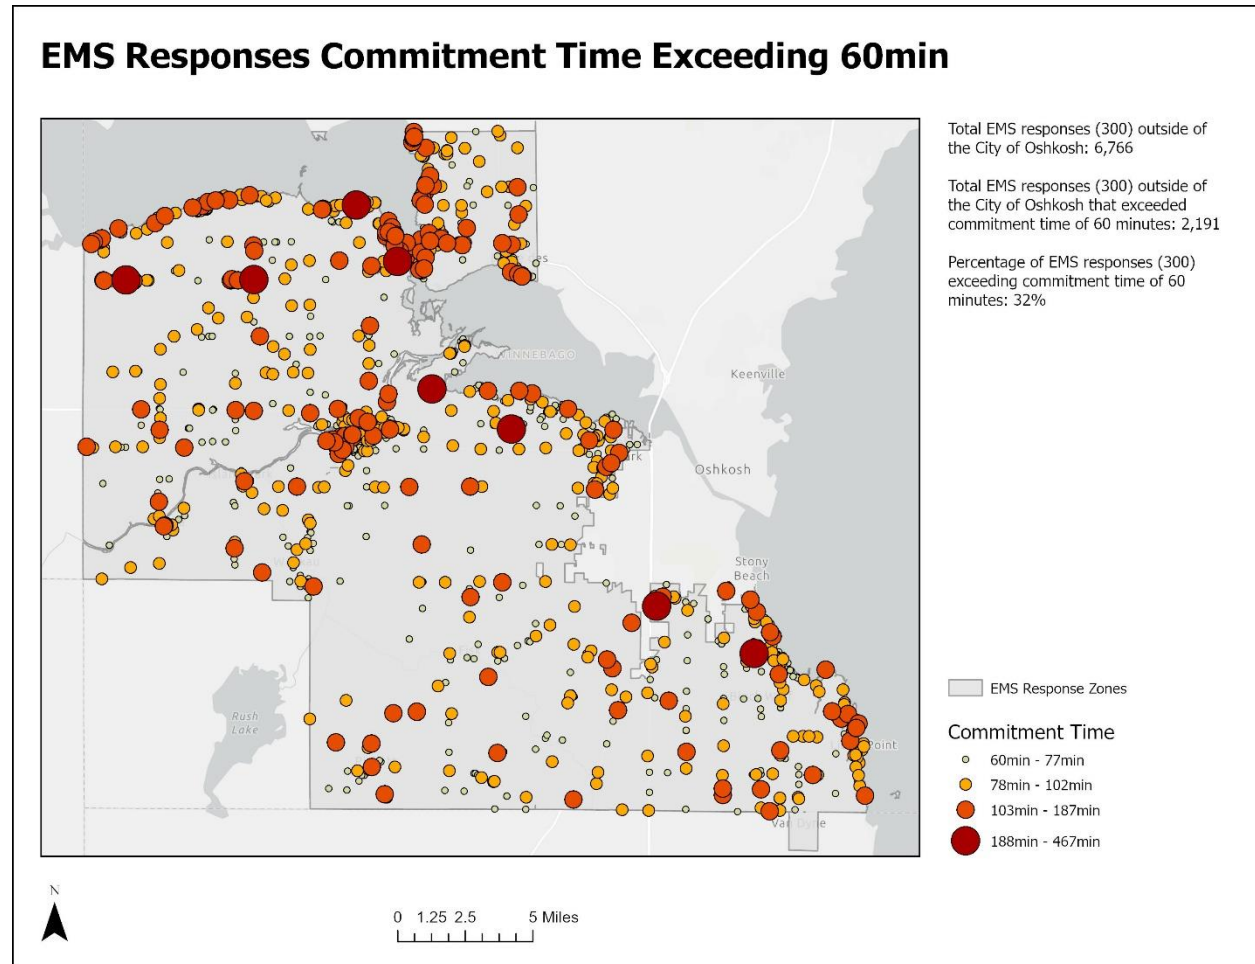 EMS Responses Commitment Time Exceeding 60min
Total EMS responses (300) outside of
the City of Oshkosh: 6,766
Total EMS responses (300) outside of
the City of Oshkosh that exceeded
commitment time of 60 minutes: 2,191
Percentage of EMS responses (300)
exceeding commitment time of 60
minutes: 32%
Keenville
Oshkosh
Stony
Beach
Rush
Lake
Point
Van Dyne
EMS Response Zones
Commitment Time
60min - 77min
78min - 102min
103min - 187min
188min - 467min
N
0 1.25 2.5 5 Miles